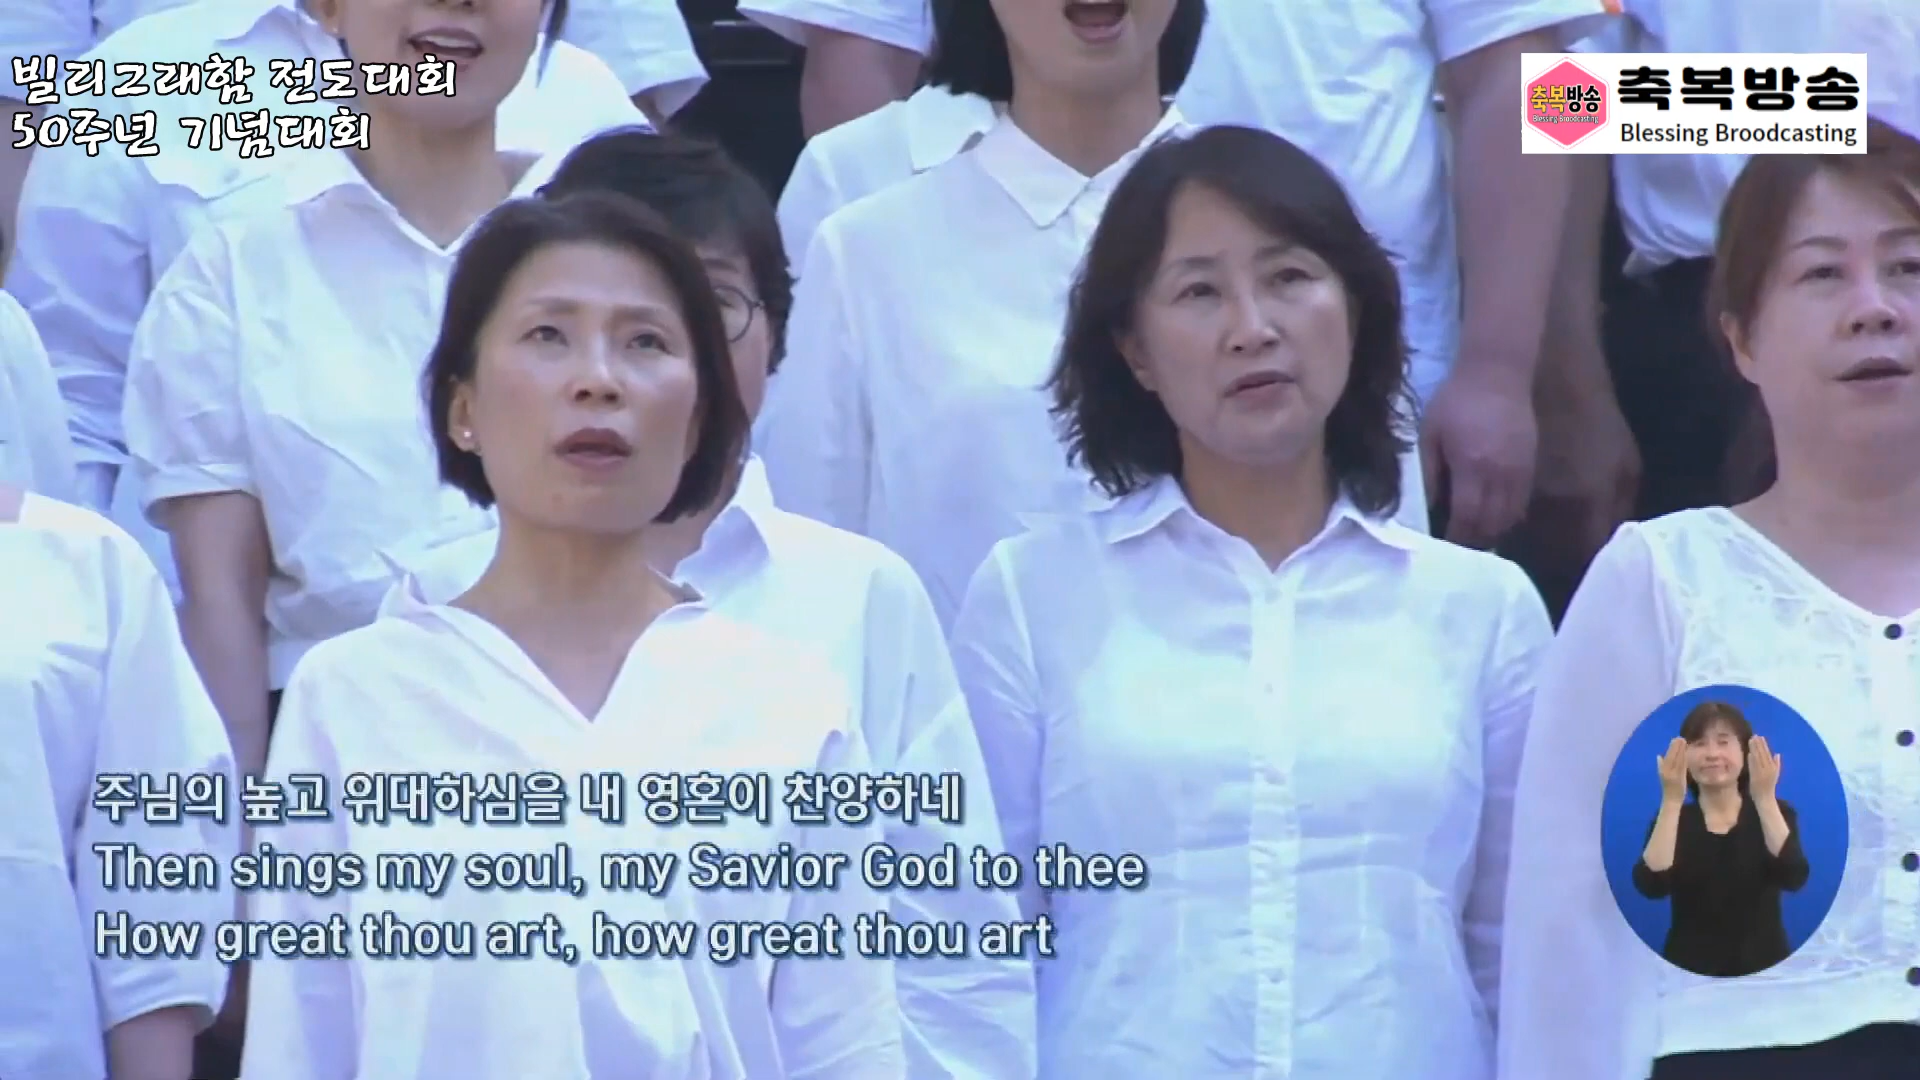 빌리그래함 전도대회
50주년 기념대회
축복방송
Blessing Broodcasting
축복방송
Blessing Broodcasting
주님의 높고 위대하심을 내 영혼이 찬양하네
Then sings my soul, my Savior God to thee
How great thou art, how great thou art